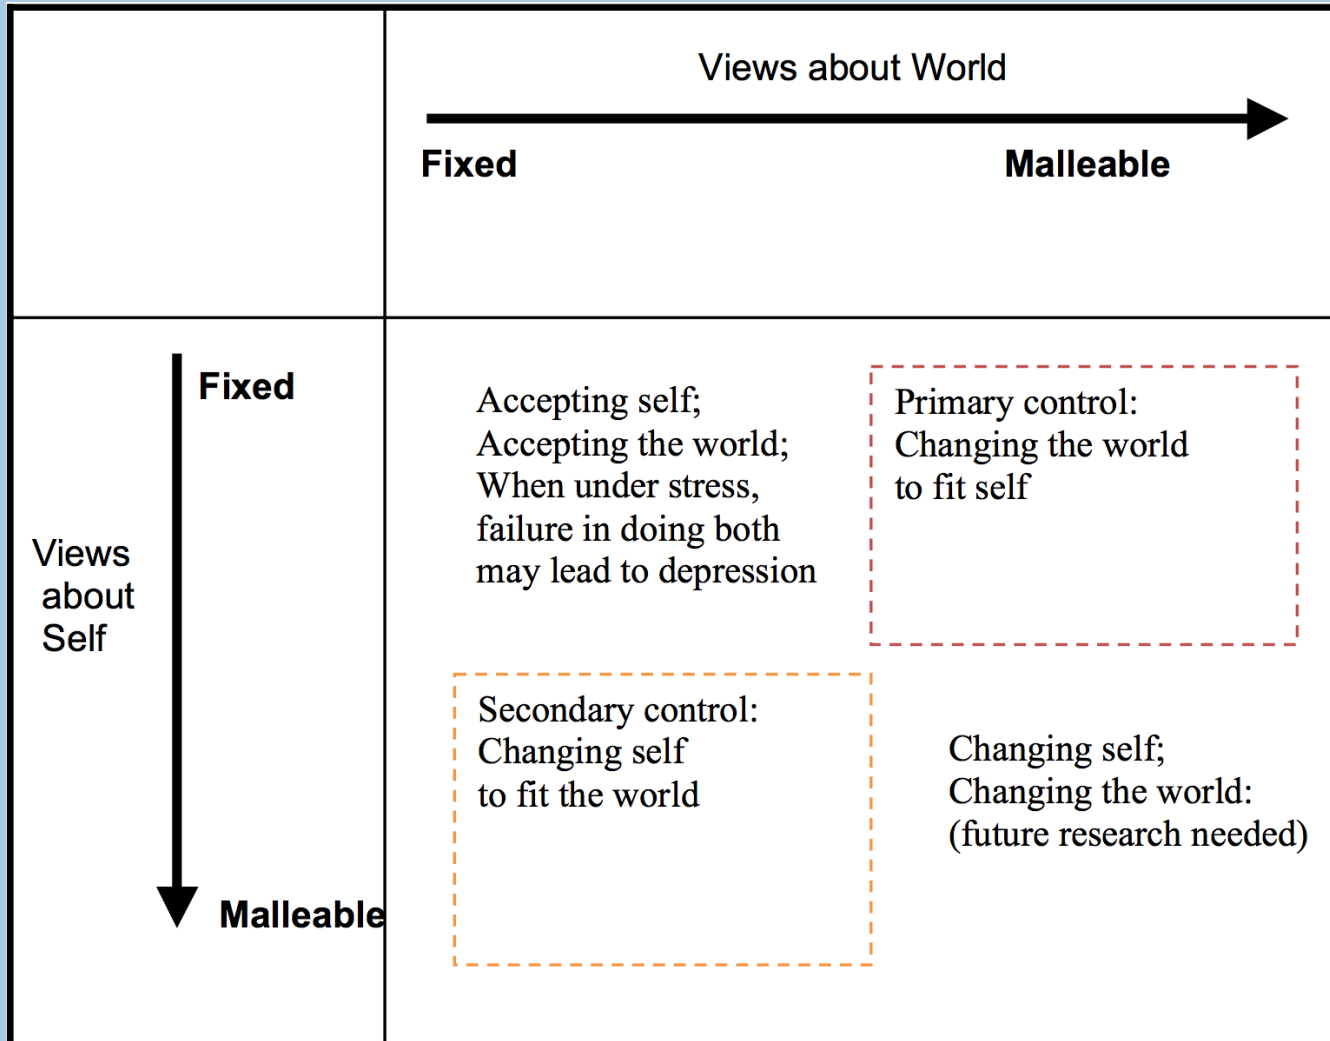 Views about World
Fixed
Malleable
Fixed
Views
about
Self
Malleable
Accepting self;
Accepting the world;
When under stress,
failure in doing both
may lead to depression
Primary control:
Changing the world
to fit self
Secondary control:
Changing self
to fit the world
Changing self;
Changing the world:
(future research needed)